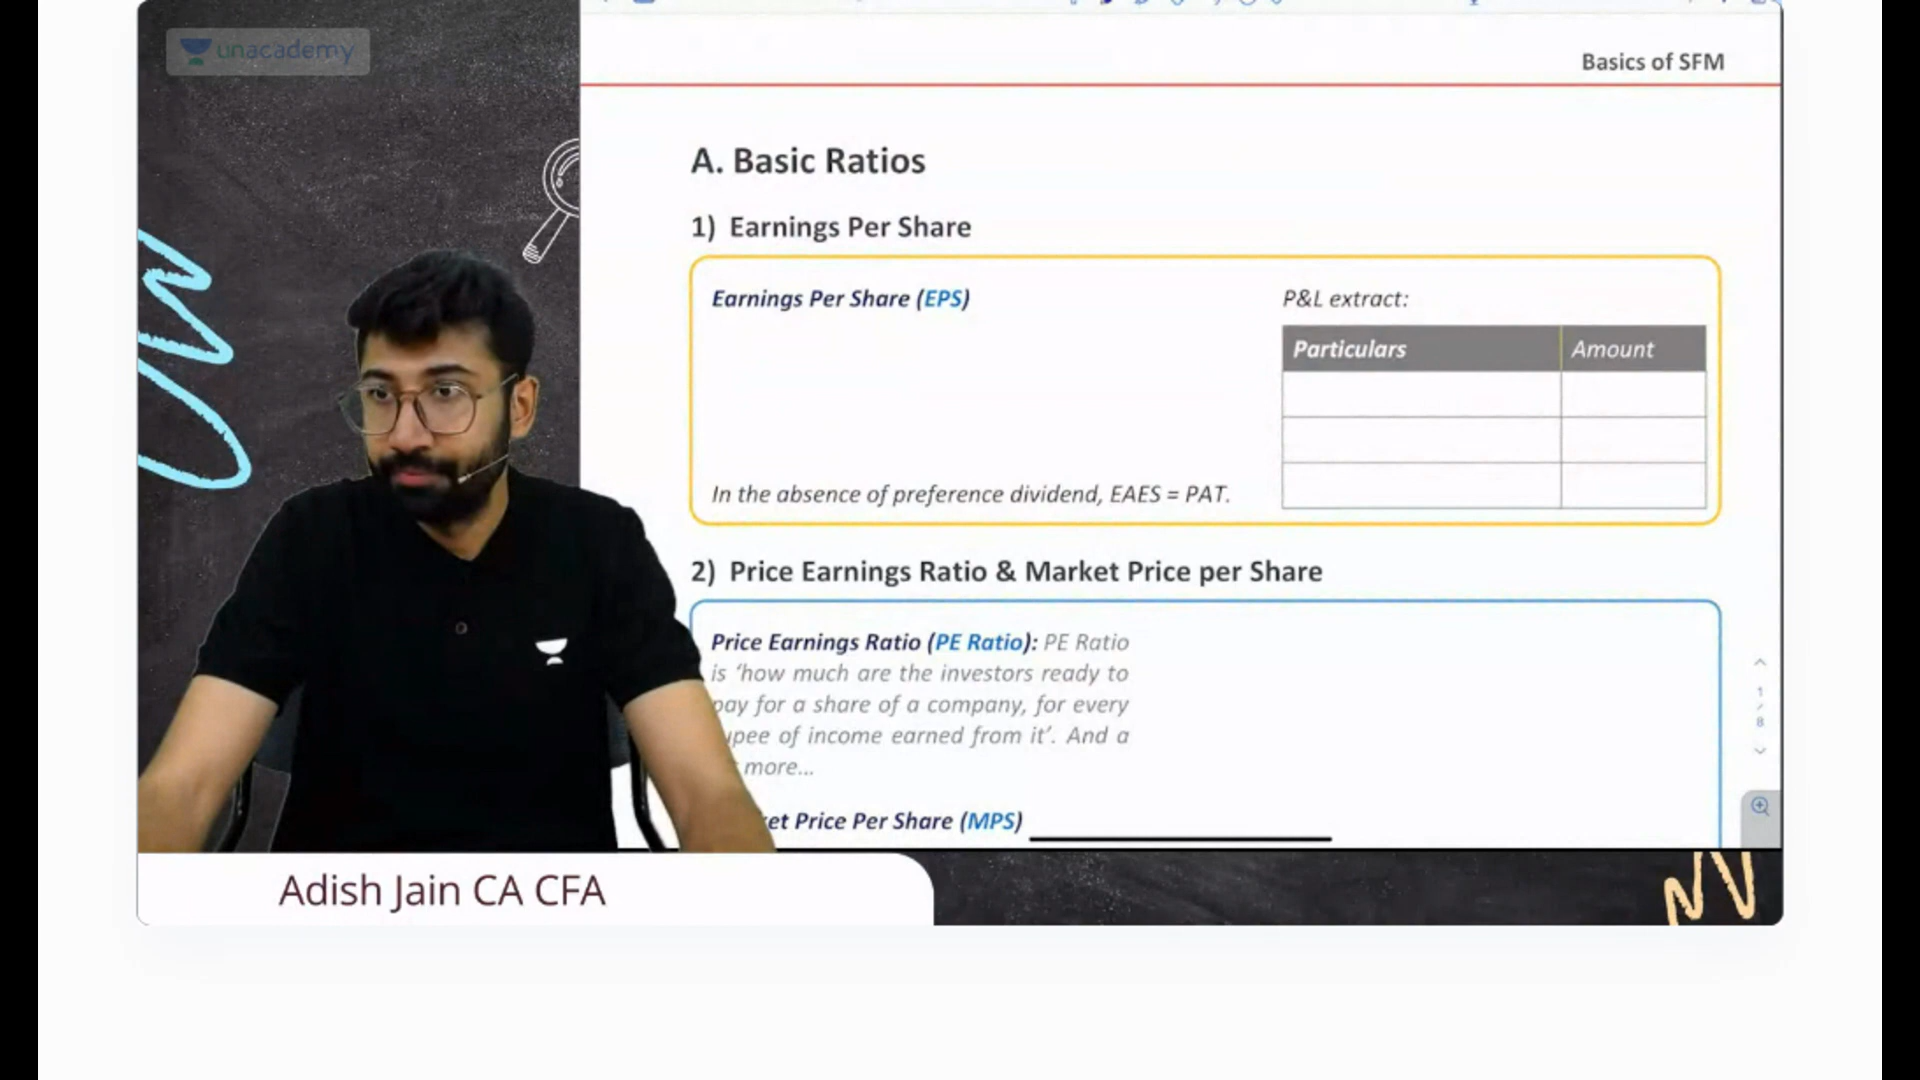 unacademy
Basics of SFM
A. Basic Ratios
1) Earnings Per Share
Earnings Per Share (EPS)
P&L extract:
Particulars Amount
In the absence of preference dividend, EAES = PAT.
2) Price Earnings Ratio & Market Price per Share
Price Earnings Ratio (PE Ratio): PE Ratio
is ‘how much are the investors ready to
pay for a share of a company, for every
of income earned from it’. And a
more...
Price Per Share (MPS)
1
/
8
Adish Jain CA CFA